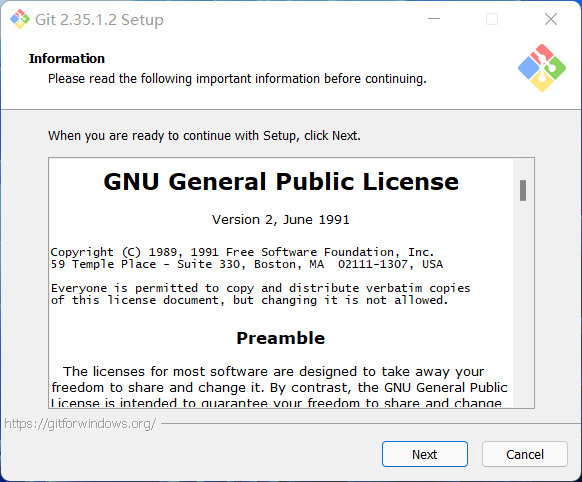 Git 2.35.1.2 Setup
Information
Please read the following important information before continuing.
When you are ready to continue with Setup, click Next.
GNU General Public License
Version 2, June 1991
Copyright (C) 1989, 1991 Free Software Foundation, Inc.
59 Temple Place - Suite 330, Boston, MA  02111-1307, USA
Everyone is permitted to copy and distribute verbatim copies
of this license document, but changing it is not allowed.
Preamble
The licenses for most software are designed to take away your
freedom to share and change it. By contrast, the GNU General Public
License is intended to guarantee your freedom to share and change
https://gitforwindows.org/
Next
Cancel